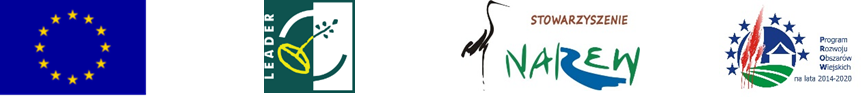 LEADER
STOWARZYSZENIE
NAREW
Program
Rozwoju
Obszarów
Wiejskich
na lata 2014-2020